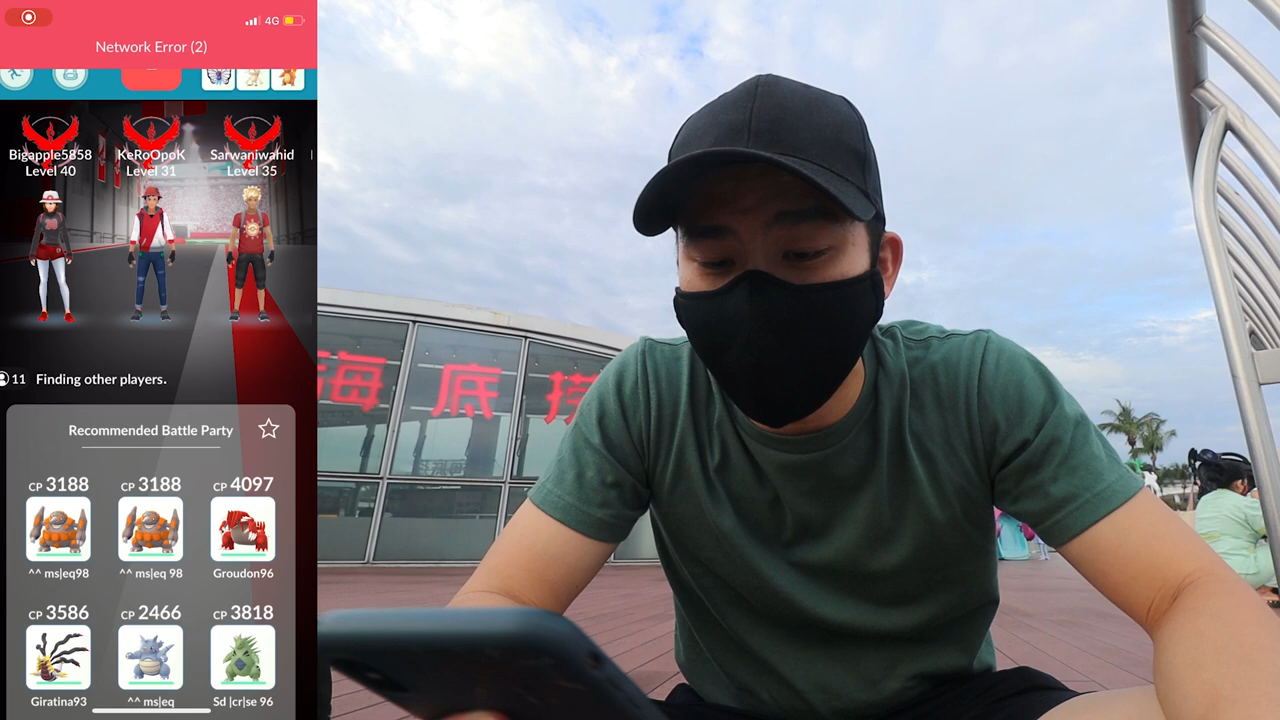 4G
Network Error (2)
Bigapple5858
Level 40
KeRoOpoK
Level 31
Sarwaniwahid
Level 35
11 Finding other players.
Recommended Battle Party
CP 3188
^^ ms|eq98
CP 3188
^^ ms|eq 98
CP 4097
Groudon96
CP 3586
Giratina93
CP 2466
^^ ms|eq
CP 3818
Sd |cr|se 96
海底捞